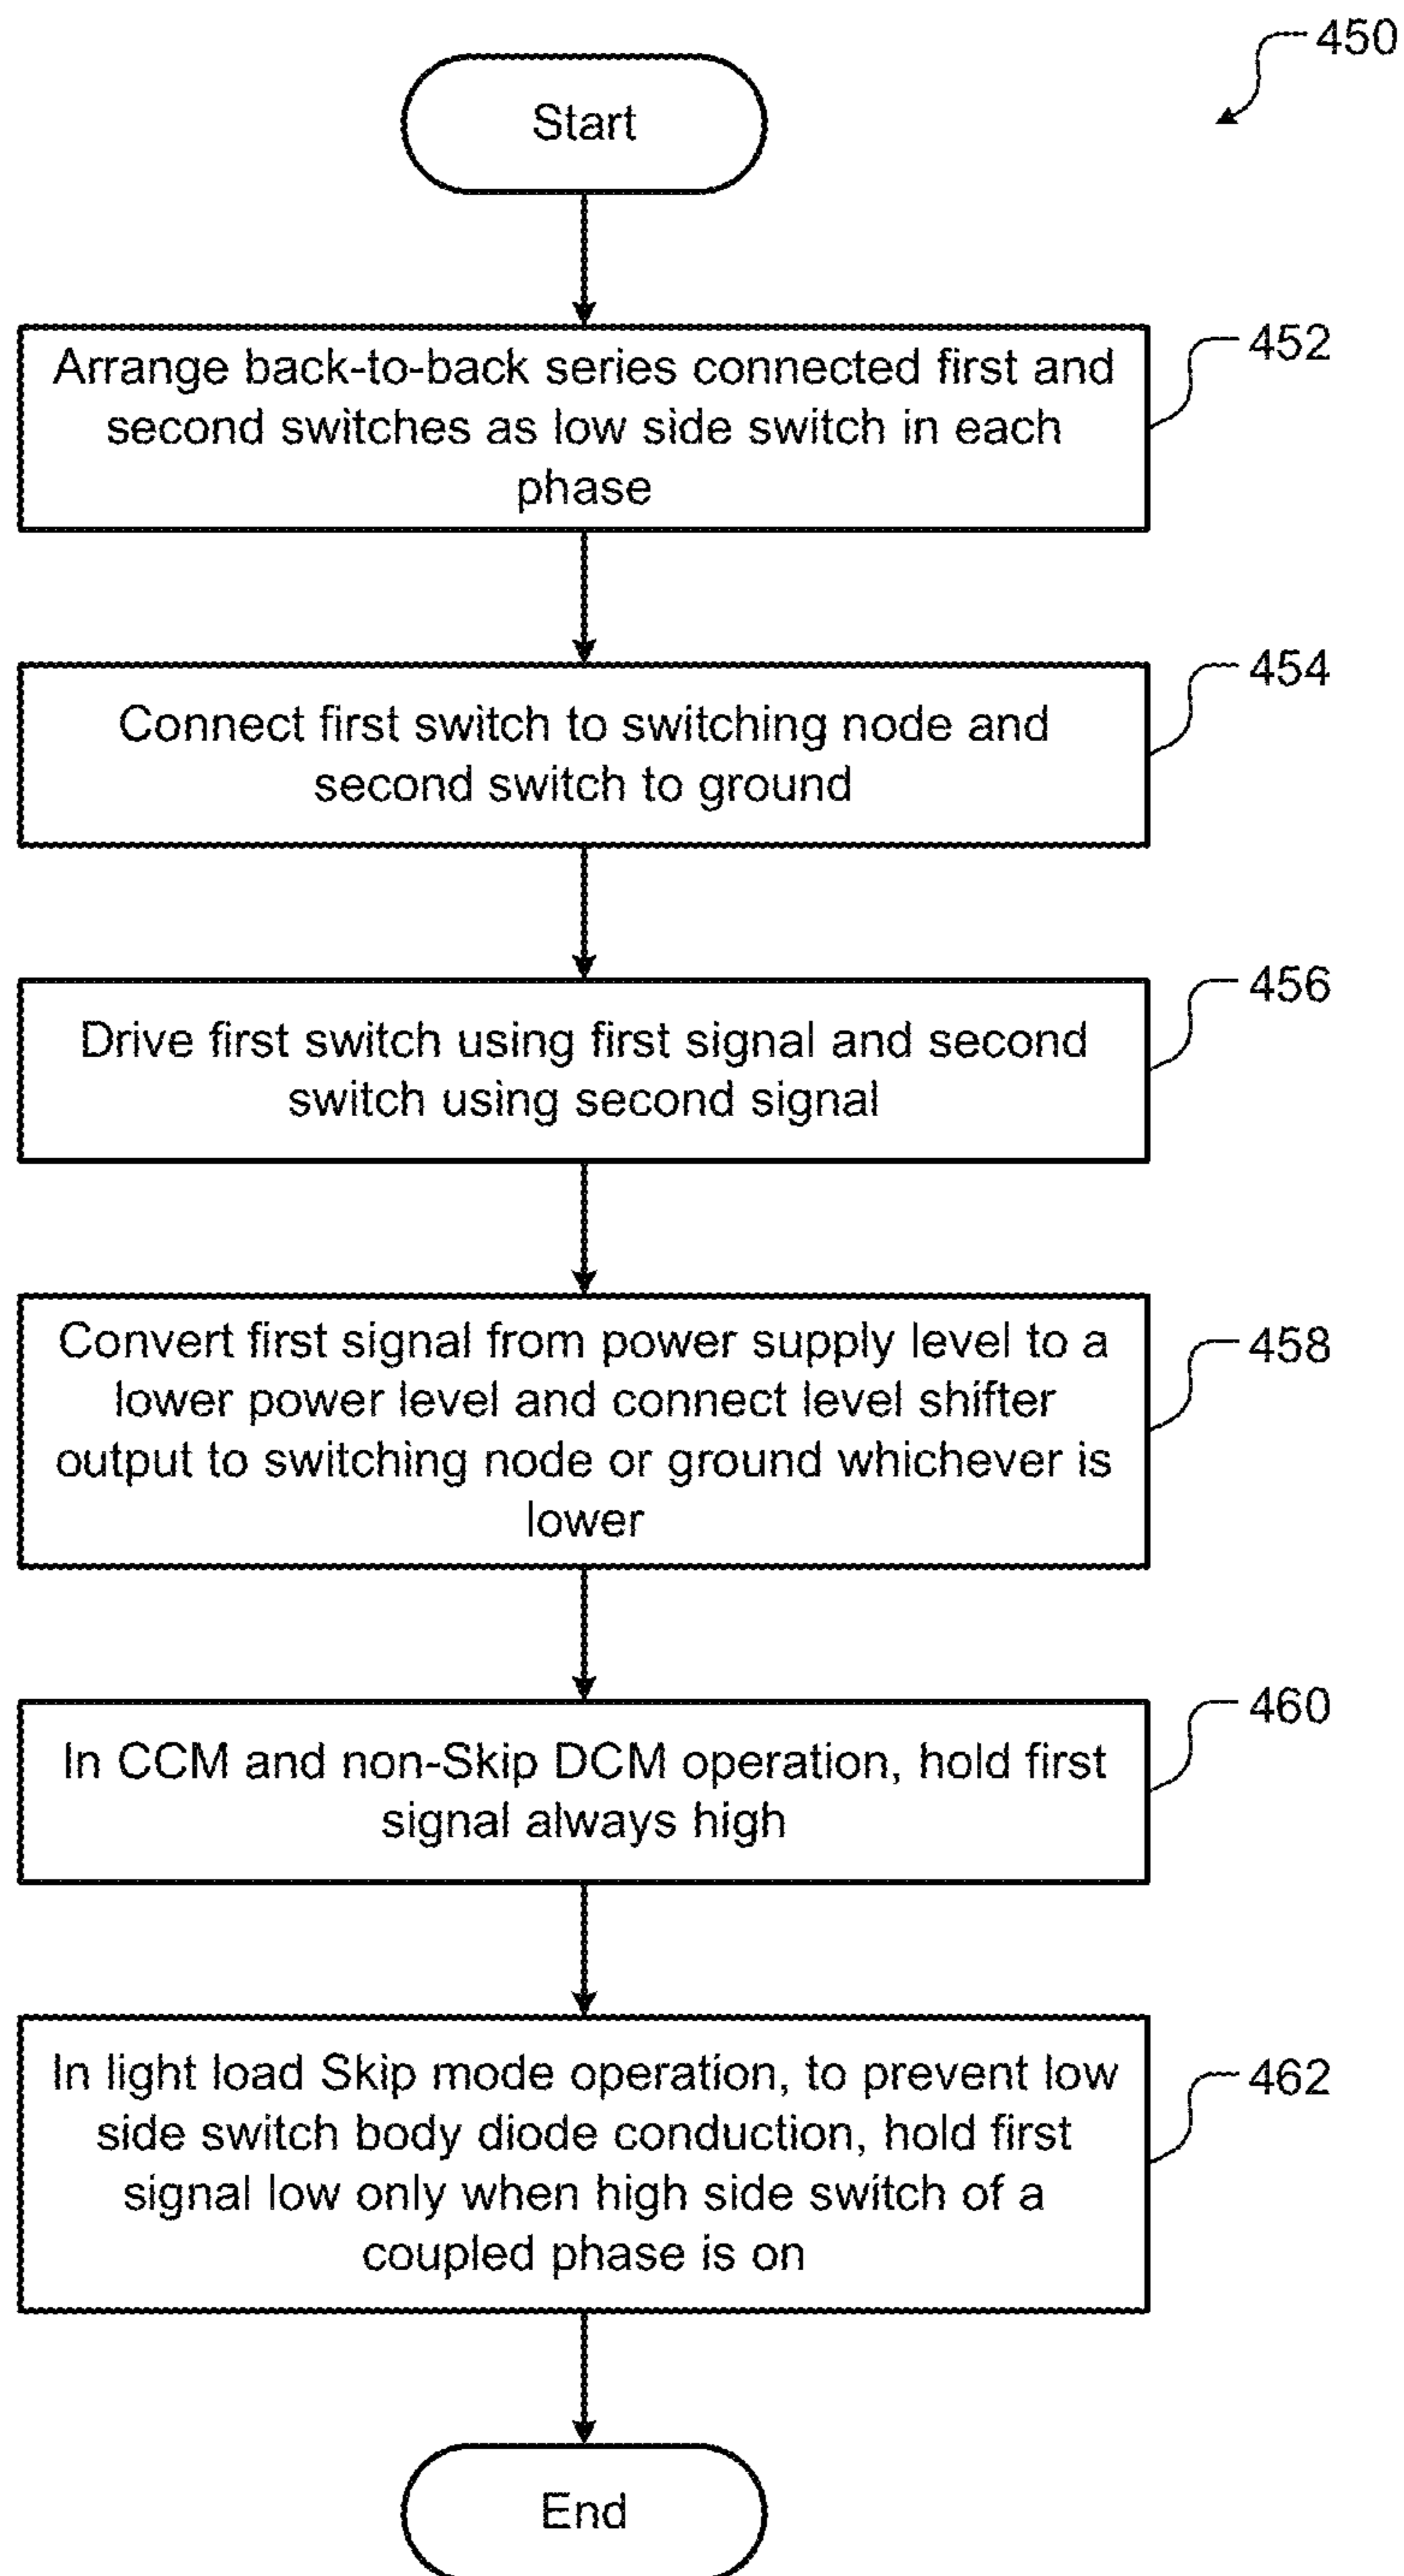 450
Start
Arrange back-to-back series connected first and
second switches as low side switch in each
phase
452
Connect first switch to switching node and
second switch to ground
454
Drive first switch using first signal and second
switch using second signal
456
Convert first signal from power supply level to a
lower power level and connect level shifter
output to switching node or ground whichever is
lower
458
In CCM and non-Skip DCM operation, hold first
signal always high
460
In light load Skip mode operation, to prevent low
side switch body diode conduction, hold first
signal low only when high side switch of a
coupled phase is on
462
End